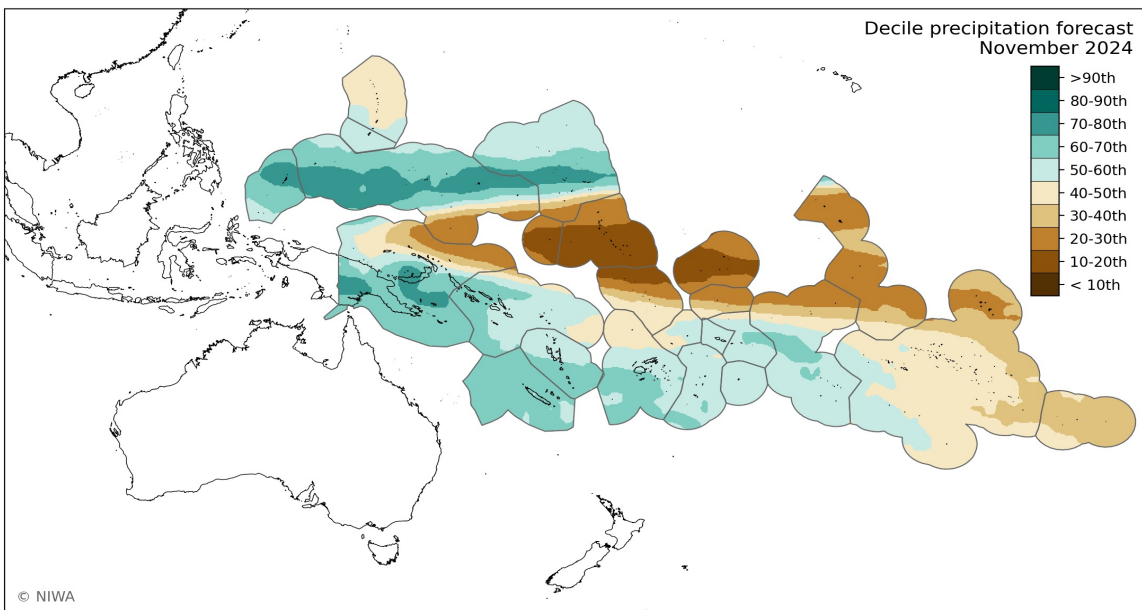 Decile precipitation forecast
November 2024
>90th
80-90th
70-80th
60-70th
50-60th
40-50th
30-40th
20-30th
10-20th
< 10th
© NIWA